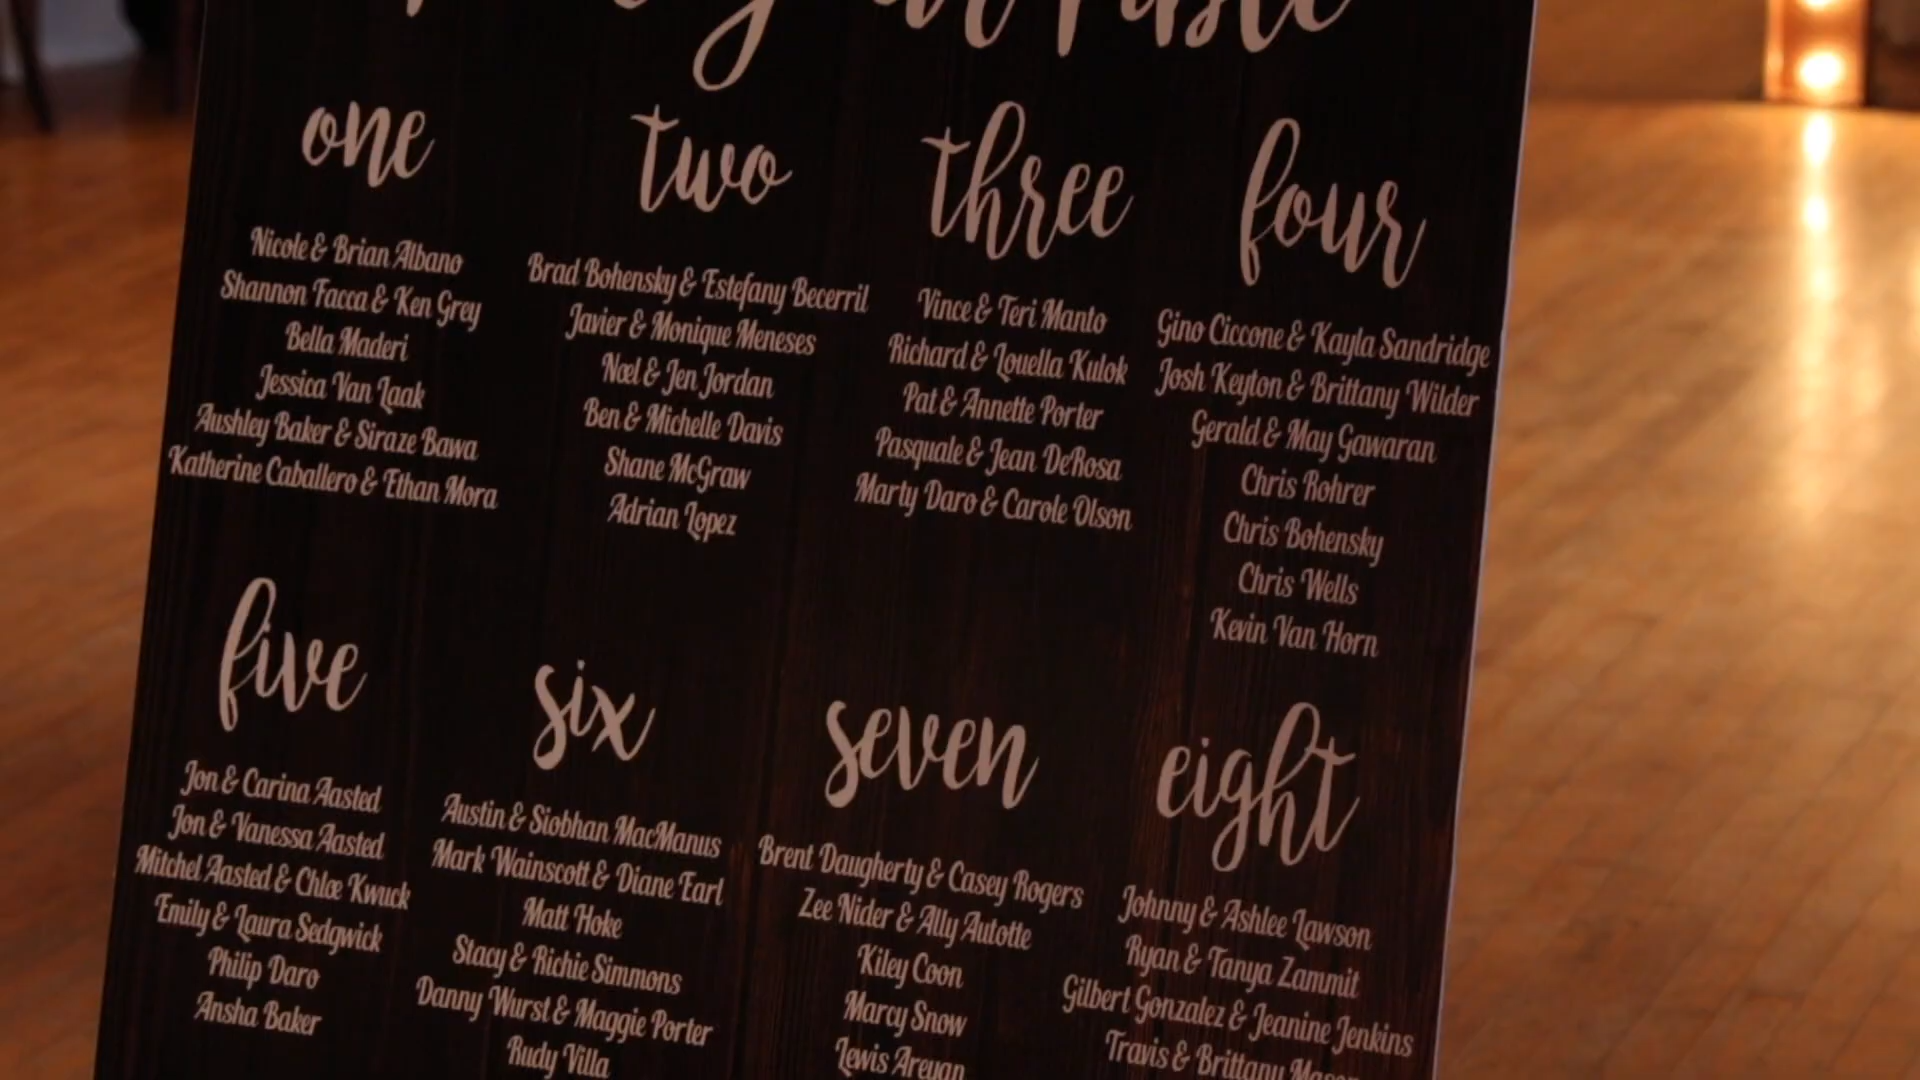 your Table
one
Nicole & Brian Albano
Shannon Facca & Ken Grey
Bella Maderi
Jessica Van Laak
Aushley Baker & Siraze Bawa
Katherine Caballero & Ethan Mora
two
Brad Bohensky & Estefany Becerril
Javier & Monique Meneses
Noel & Jen Jordan
Ben & Michelle Davis
Shane McGraw
Adrian Lopez
three
Vince & Teri Manto
Richard & Louella Kulok
Pat & Annette Porter
Pasquale & Jean DeRosa
Marty Daro & Carole Olson
four
Gino Ciccone & Kayla Sandridge
Josh Keyton & Brittany Wilder
Gerald & May Gawaran
Chris Rohrer
Chris Bohensky
Chris Wells
Kevin Van Horn
five
Jon & Carina Aasted
Jon & Vanessa Aasted
Mitchel Aasted & Chloe Kwuck
Emily & Laura Sedgwick
Philip Daro
Ansha Baker
six
Austin & Siobhan MacManus
Mark Wainscott & Diane Earl
Matt Hoke
Stacy & Richie Simmons
Danny Wurst & Maggie Porter
Rudy Villa
seven
Brent Daugherty & Casey Rogers
Zee Nider & Ally Autotte
Kiley Coon
Marcy Snow
Lewis Areyan
eight
Johnny & Ashlee Lawson
Ryan & Tanya Zammit
Gilbert Gonzalez & Jeanine Jenkins
Travis & Brittany